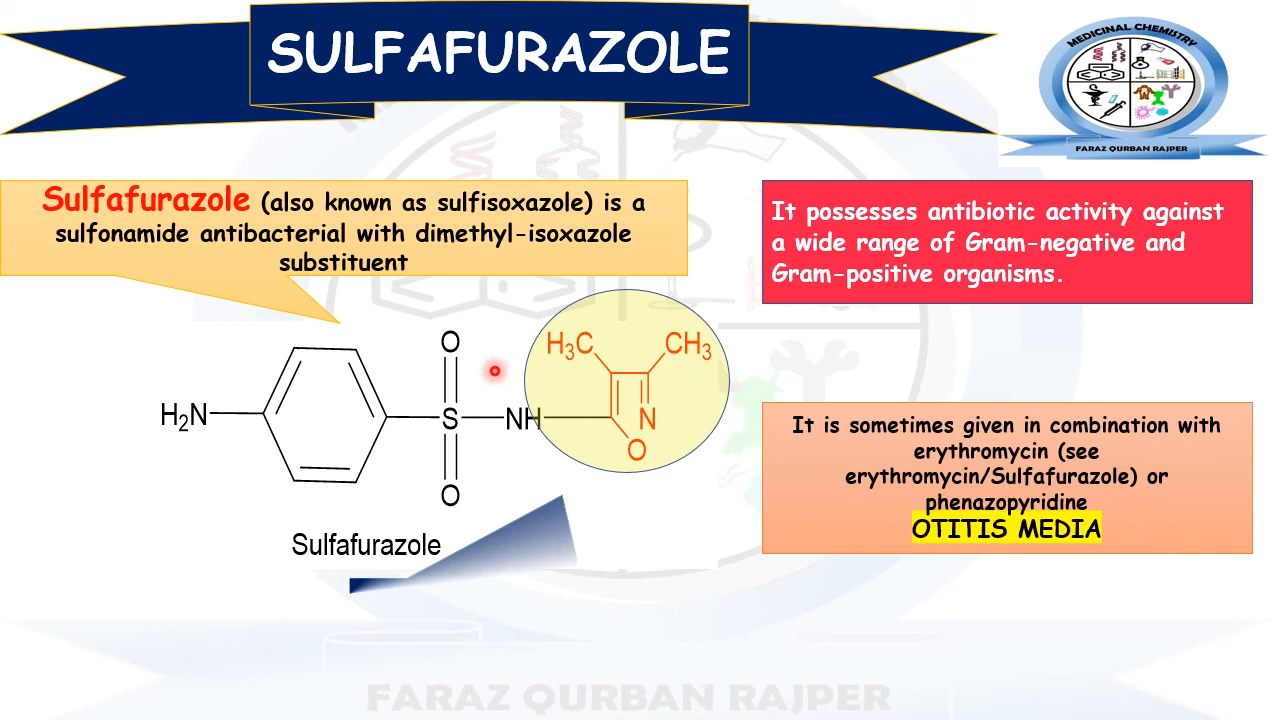 SULFAFURAZOLE
MEDICINAL CHEMISTRY
FARAZ QURBAN RAJPER
Sulfafurazole (also known as sulfisoxazole) is a
sulfonamide antibacterial with dimethyl-isoxazole
substituent
It possesses antibiotic activity against
a wide range of Gram-negative and
Gram-positive organisms.
H3C
CH3
O
H2N
S
NH
N
O
O
Sulfafurazole
It is sometimes given in combination with
erythromycin (see
erythromycin/Sulfafurazole) or
phenazopyridine
OTITIS MEDIA
FARAZ QURBAN RAJPER